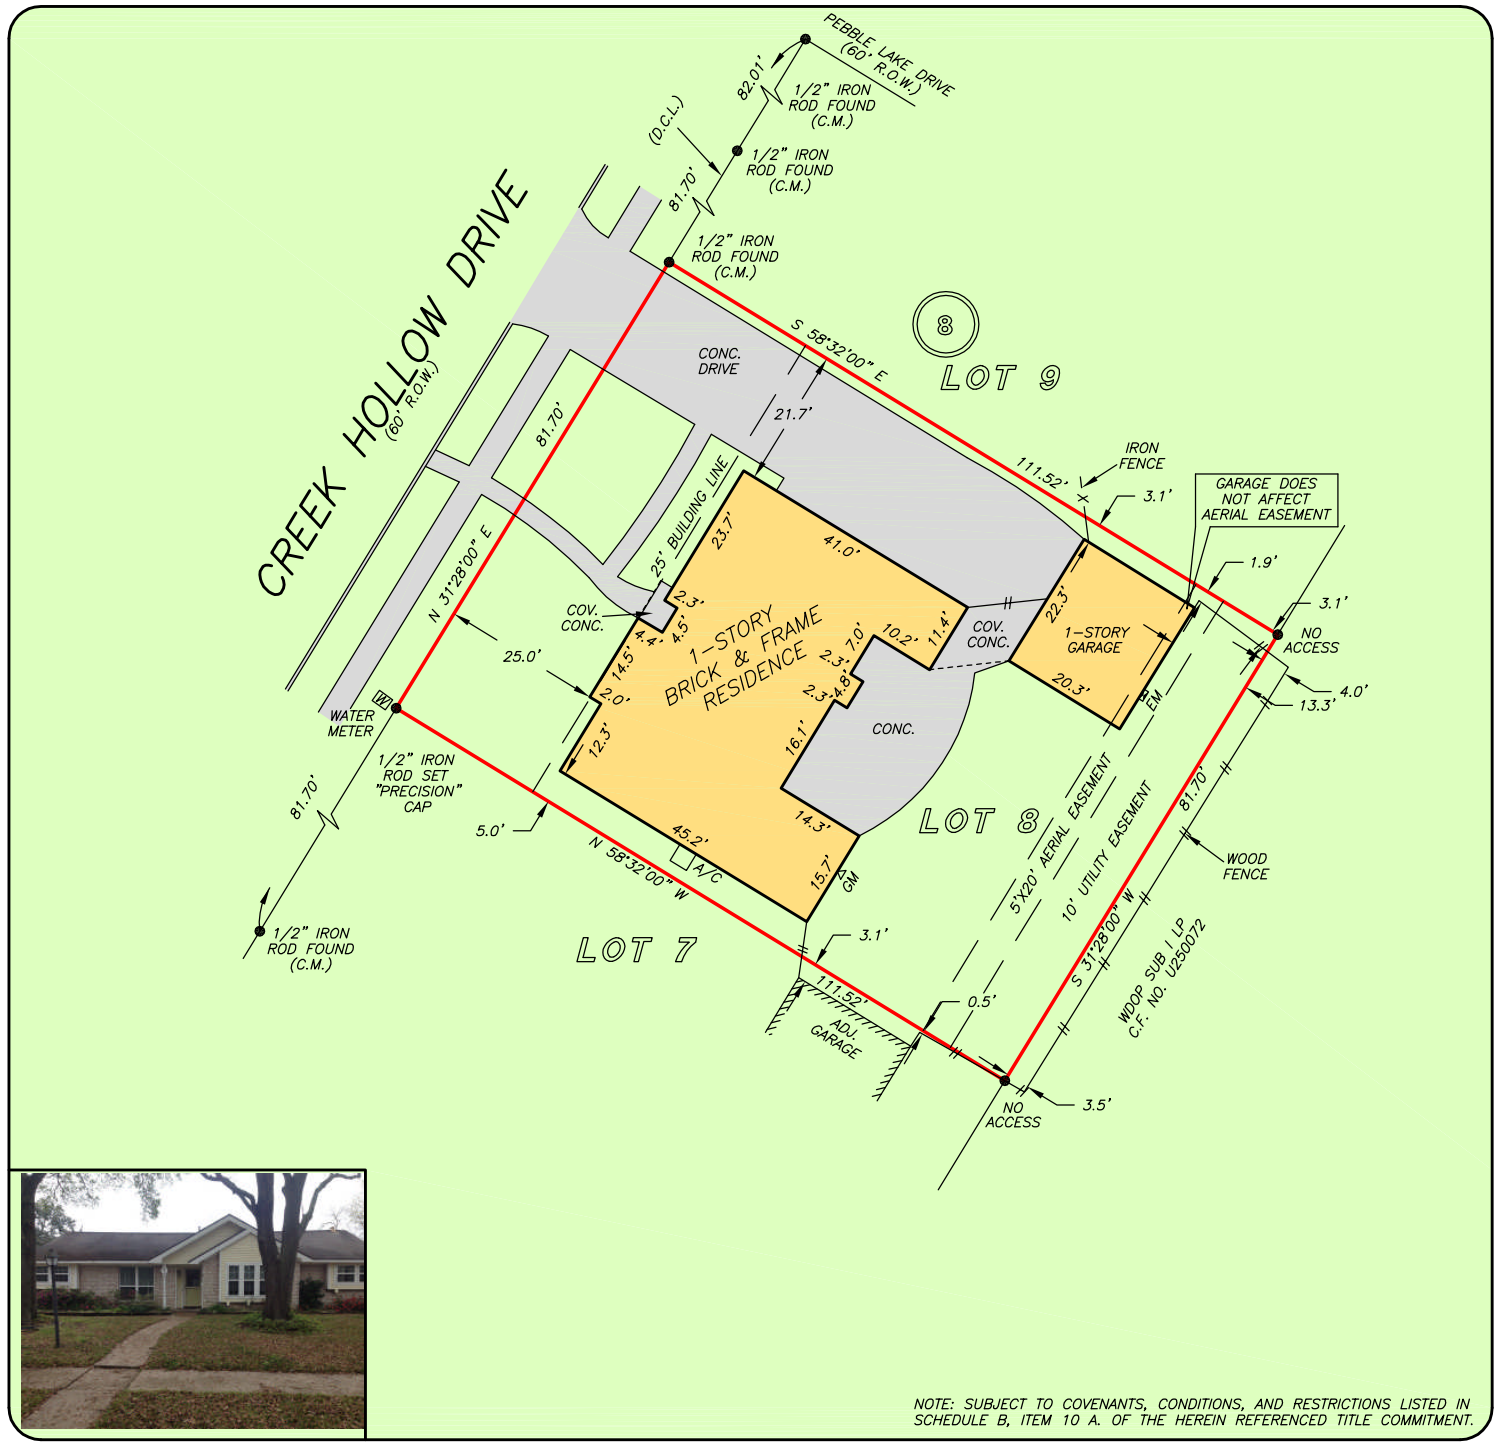 PEBBLE LAKE DRIVE
(60' R.O.W.)
82.01'
1/2" IRON
ROD FOUND
(C.M.)
(D.C.L.)
1/2" IRON
ROD FOUND
(C.M.)
81.70'
1/2" IRON
ROD FOUND
(C.M.)
CREEK HOLLOW DRIVE
(60' R.O.W.)
8
LOT 9
S 58°32'00" E
CONC.
DRIVE
21.7'
81.70'
IRON
FENCE
111.52'
3.1'
GARAGE DOES
NOT AFFECT
AERIAL EASEMENT
25' BUILDING LINE
23.7'
41.0'
N 31°28'00" E
1.9'
3.1'
NO
ACCESS
COV.
CONC.
2.3'
4.5'
4.4'
1-STORY
BRICK & FRAME
RESIDENCE
7.0'
10.2'
11.4'
COV.
CONC.
22.3'
1-STORY
GARAGE
20.3'
25.0'
14.5'
2.0'
2.3'
2.3'
4.8'
EM
4.0'
13.3'
W
WATER
METER
12.3'
16.1'
CONC.
1/2" IRON
ROD SET
"PRECISION"
CAP
81.70'
5.0'
45.2'
14.3'
LOT 8
5'X20' AERIAL EASEMENT
10' UTILITY EASEMENT
81.70'
N 58°32'00" W
A/C
15.7'
GM
WOOD
FENCE
S 31°28'00" W
WDOP SUB I LP
C.F. NO. U250072
1/2" IRON
ROD FOUND
(C.M.)
LOT 7
3.1'
111.52'
0.5'
ADJ.
GARAGE
NO
ACCESS
3.5'
NOTE: SUBJECT TO COVENANTS, CONDITIONS, AND RESTRICTIONS LISTED IN
SCHEDULE B, ITEM 10 A. OF THE HEREIN REFERENCED TITLE COMMITMENT.